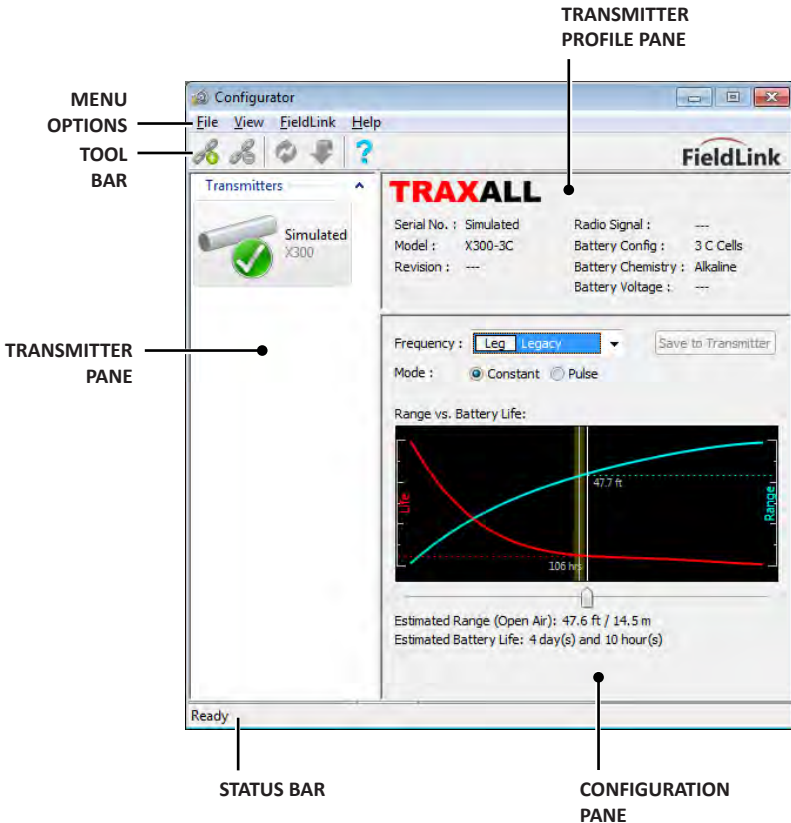 TRANSMITTER
PROFILE PANE
MENU
OPTIONS
TOOL
BAR
Configurator
File View FieldLink Help
FieldLink
Transmitters
Simulated
X300
TRAXALL
Serial No. : Simulated
Model : X300-3C
Revision : ---
Radio Signal : ---
Battery Config : 3 C Cells
Battery Chemistry : Alkaline
Battery Voltage : ---
TRANSMITTER
PANE
Frequency : Leg Legacy
Save to Transmitter
Mode : Constant Pulse
Range vs. Battery Life:
Life
47.7 ft
106 hrs
Range
Estimated Range (Open Air): 47.6 ft / 14.5 m
Estimated Battery Life: 4 day(s) and 10 hour(s)
Ready
STATUS BAR
CONFIGURATION
PANE